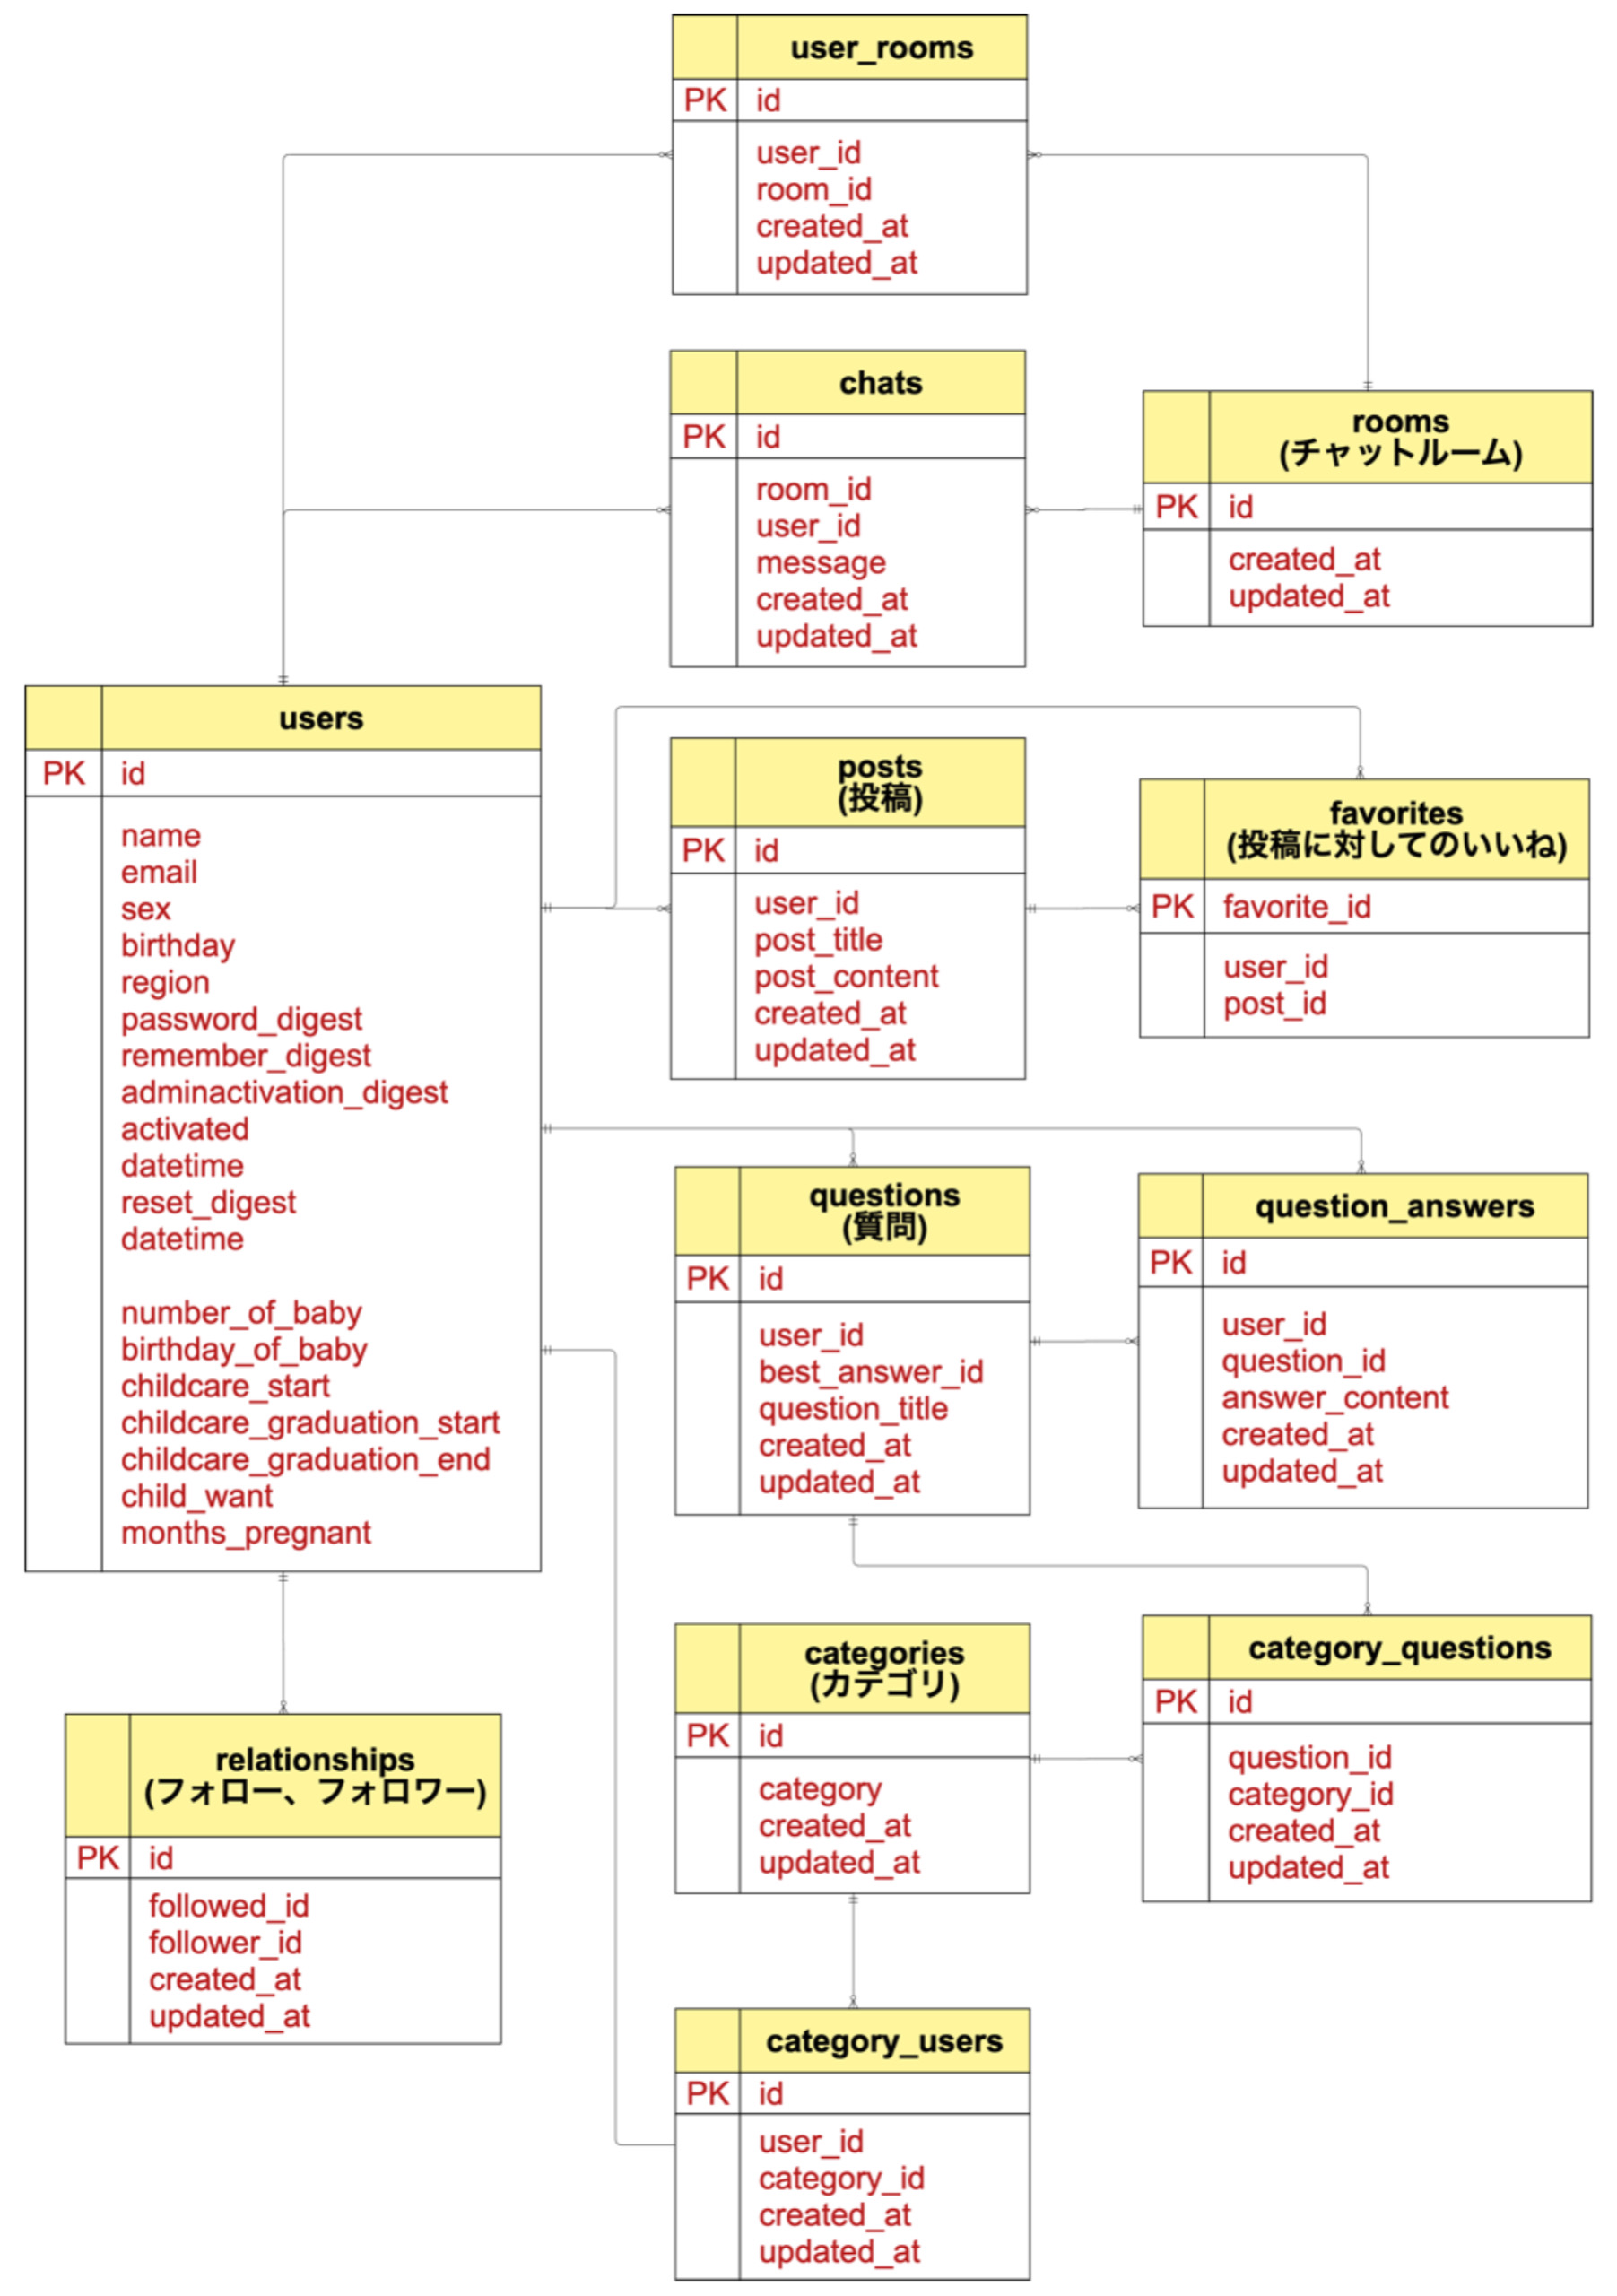 user_rooms
PK id
user_id
room_id
created_at
updated_at
chats
PK id
room_id
user_id
message
created_at
updated_at
rooms
(チャットルーム)
PK id
created_at
updated_at
users
PK id
name
email
sex
birthday
region
password_digest
remember_digest
adminactivation_digest
activated
datetime
reset_digest
datetime
number_of_baby
birthday_of_baby
childcare_start
childcare_graduation_start
childcare_graduation_end
child_want
months_pregnant
posts
(投稿)
PK id
user_id
post_title
post_content
created_at
updated_at
favorites
(投稿に対してのいいね)
PK favorite_id
user_id
post_id
questions
(質問)
PK id
user_id
best_answer_id
question_title
created_at
updated_at
question_answers
PK id
user_id
question_id
answer_content
created_at
updated_at
categories
(カテゴリ)
PK id
category
created_at
updated_at
category_questions
PK id
question_id
category_id
created_at
updated_at
relationships
(フォロー、フォロワー)
PK id
followed_id
follower_id
created_at
updated_at
category_users
PK id
user_id
category_id
created_at
updated_at